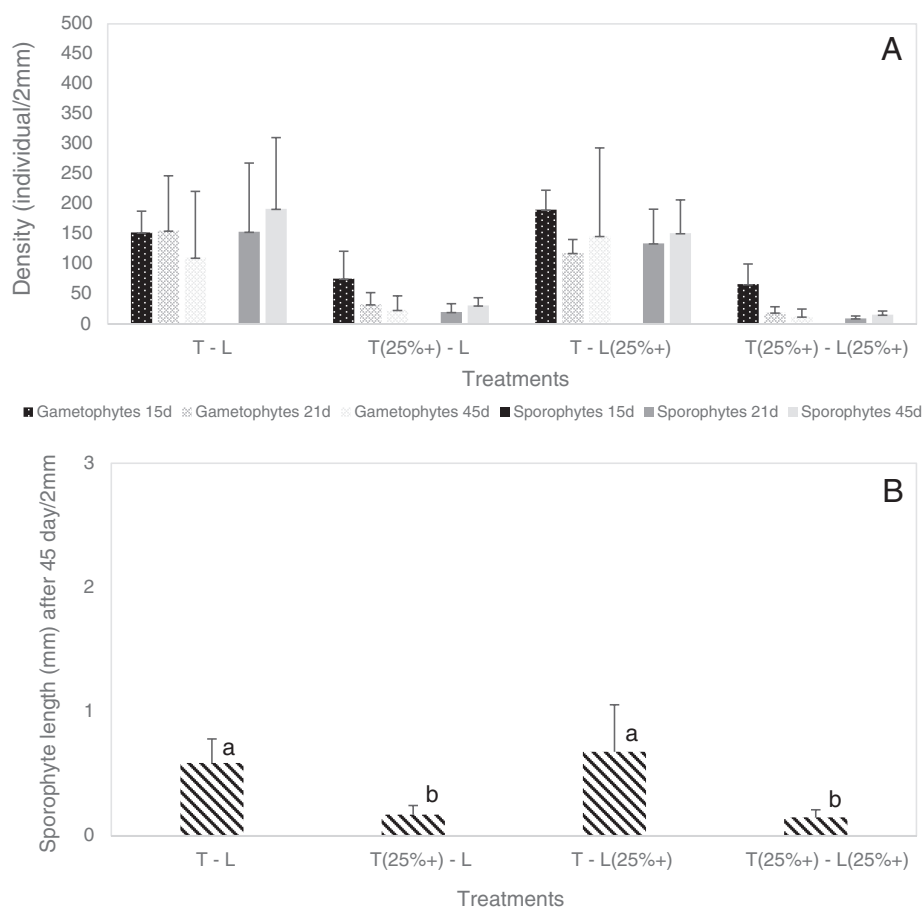 A
Density (individual/2mm)
500
450
400
350
300
250
200
150
100
50
0
T - L
T(25%+) - L
T - L(25%+)
T(25%+) - L(25%+)
Treatments
Gametophytes 15d
Gametophytes 21d
Gametophytes 45d
Sporophytes 15d
Sporophytes 21d
Sporophytes 45d
B
Sporophyte length (mm) after 45 day/2mm
3
2
1
0
a
b
a
b
T - L
T(25%+) - L
T - L(25%+)
T(25%+) - L(25%+)
Treatments